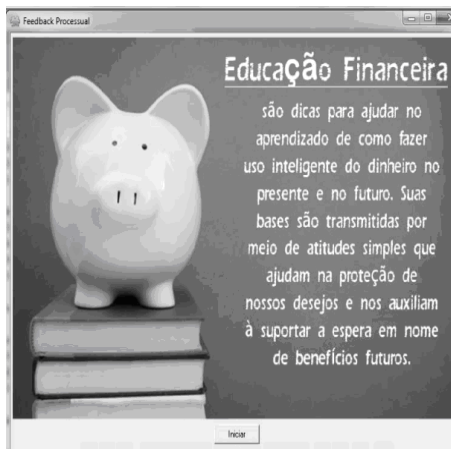 Feedback Processual
Educação Financeira
são dicas para ajudar no
aprendizado de como fazer
uso inteligente do dinheiro no
presente e no futuro. Suas
bases são transmitidas por
meio de atitudes simples que
ajudam na proteção de
nossos desejos e nos auxiliam
à suportar a espera em nome
de benefícios futuros.
Iniciar